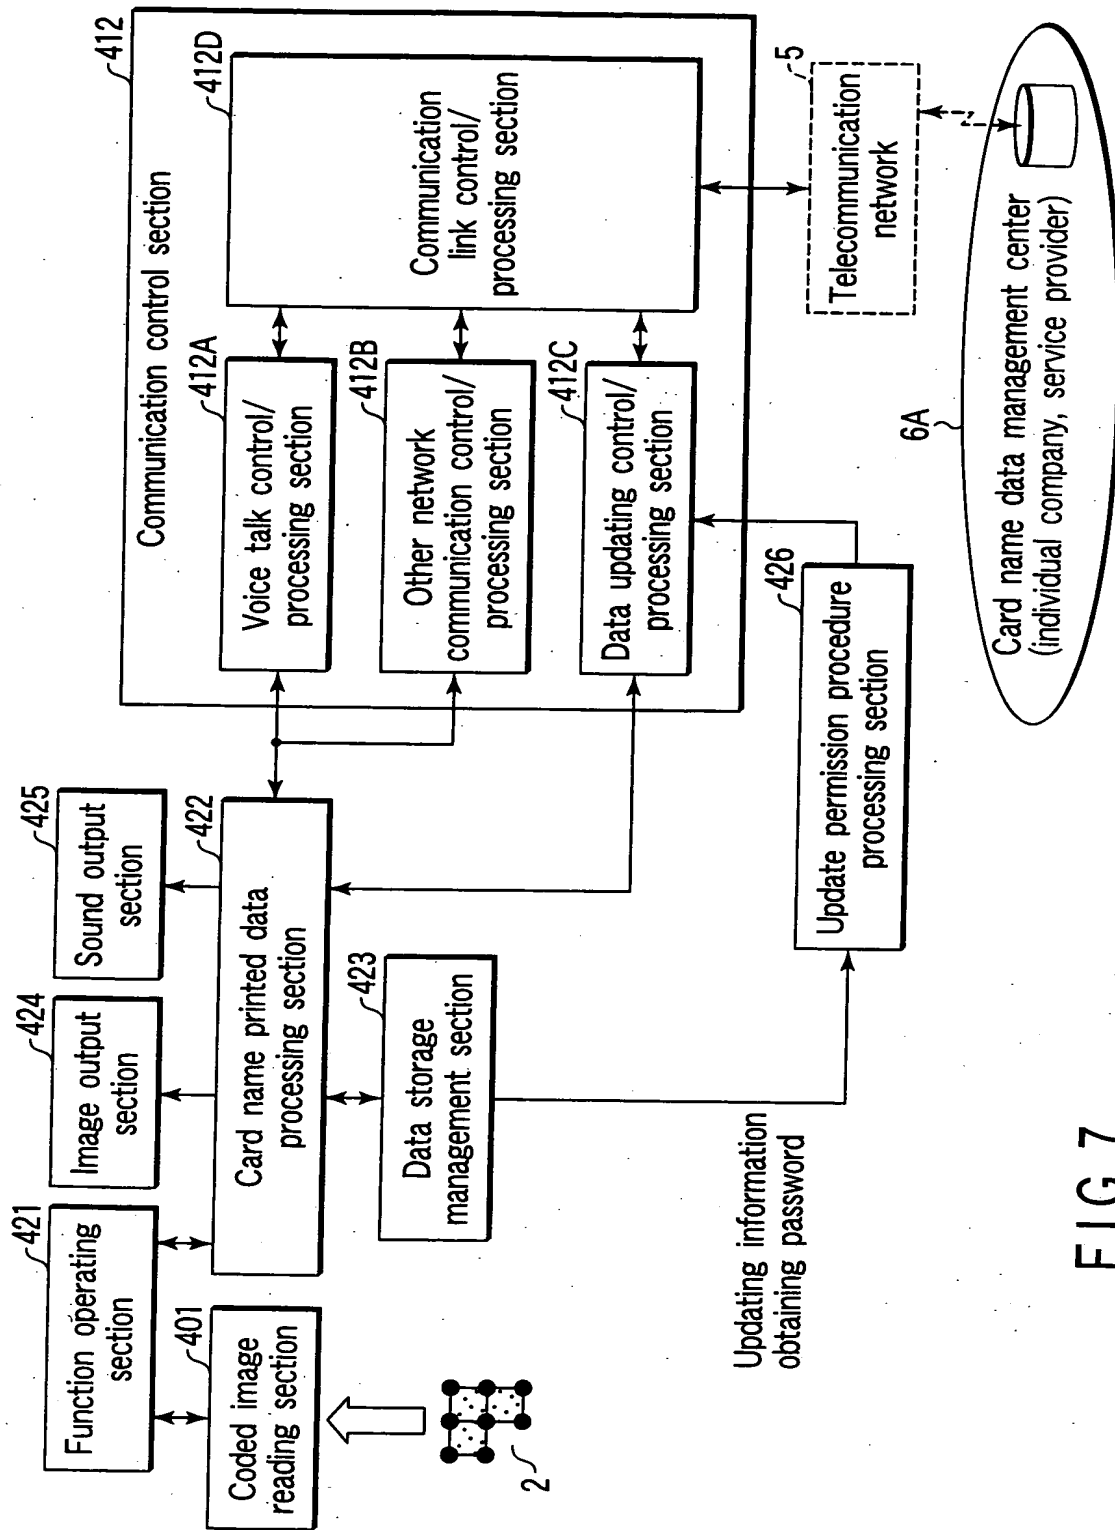 421
Function operating
section
424
Image output
section
425
Sound output
section
401
Coded image
reading section
2
422
Card name printed data
processing section
423
Data storage
management section
Updating information
obtaining password
412
Communication control section
412A
Voice talk control/
processing section
412B
Other network
communication control/
processing section
412C
Data updating control/
processing section
412D
Communication
link control/
processing section
426
Update permission procedure
processing section
5
Telecommunication
network
6A
Card name data management center
(individual company, service provider)
FIG. 7